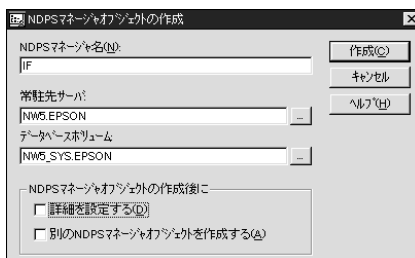 NDPSマネージャオブジェクトの作成
NDPSマネージャ名(N):
IF
常駐先サーバ:
NW5.EPSON
...
データベースボリューム:
NW5_SYS.EPSON
...
NDPSマネージャオブジェクトの作成後に
詳細を設定する(D)
別のNDPSマネージャオブジェクトを作成する(A)
作成(C)
キャンセル
ヘルプ(H)